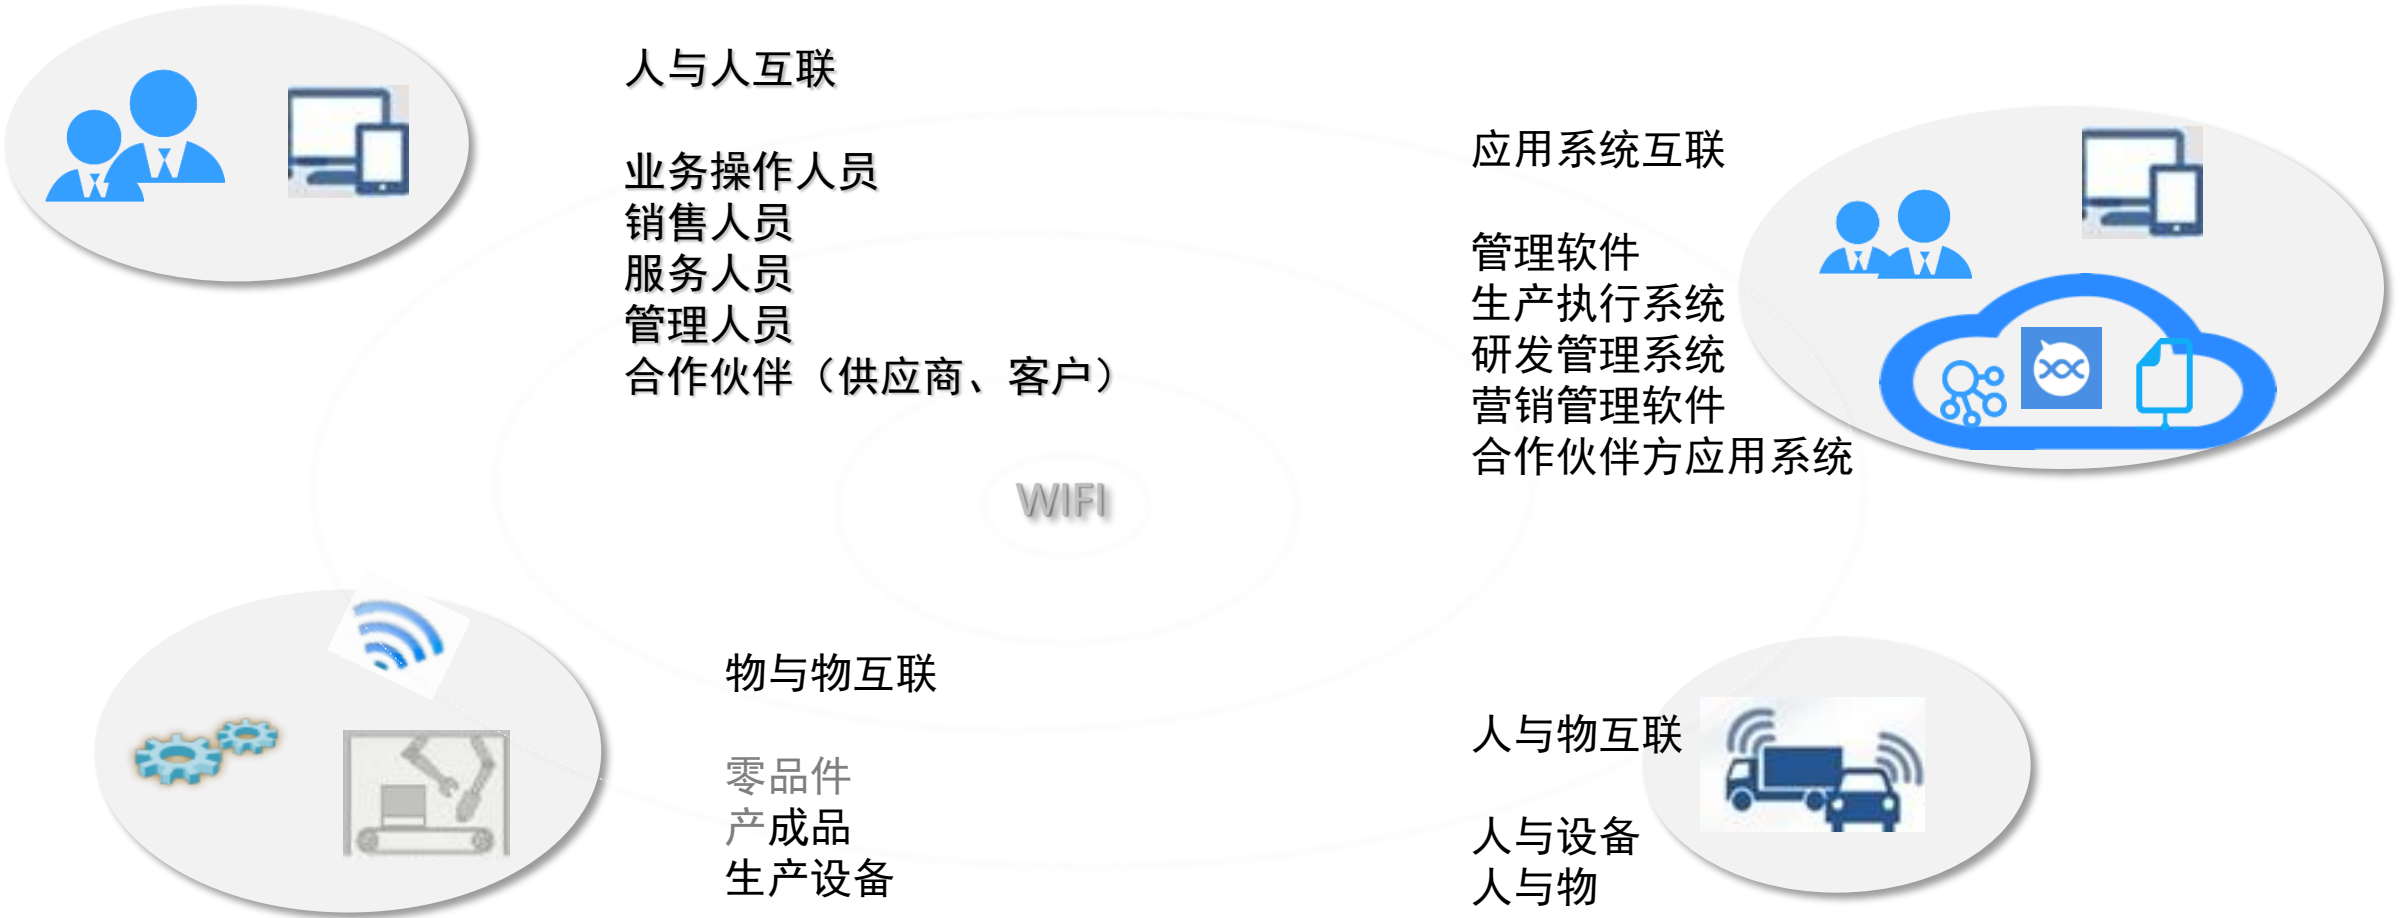 人与人互联
业务操作人员
销售人员
服务人员
管理人员
合作伙伴（供应商、客户）
应用系统互联
管理软件
生产执行系统
研发管理系统
营销管理软件
合作伙伴方应用系统
WIFI
物与物互联
零品件
产成品
生产设备
人与物互联
人与设备
人与物